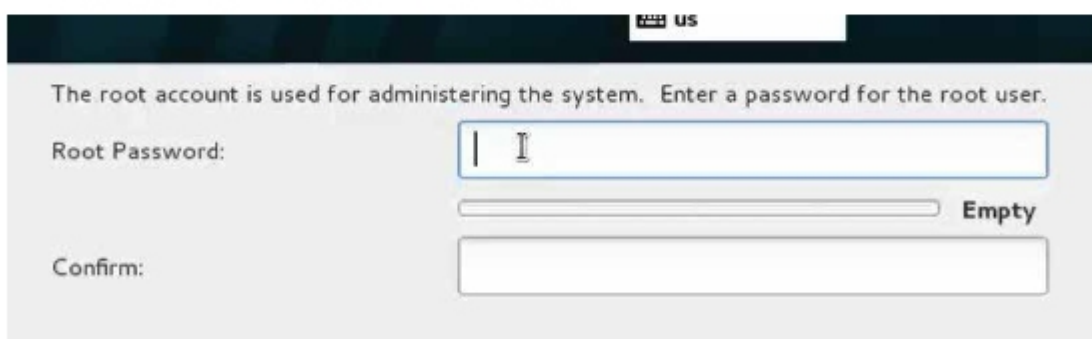 us
The root account is used for administering the system. Enter a password for the root user.
Root Password:
Empty
Confirm: